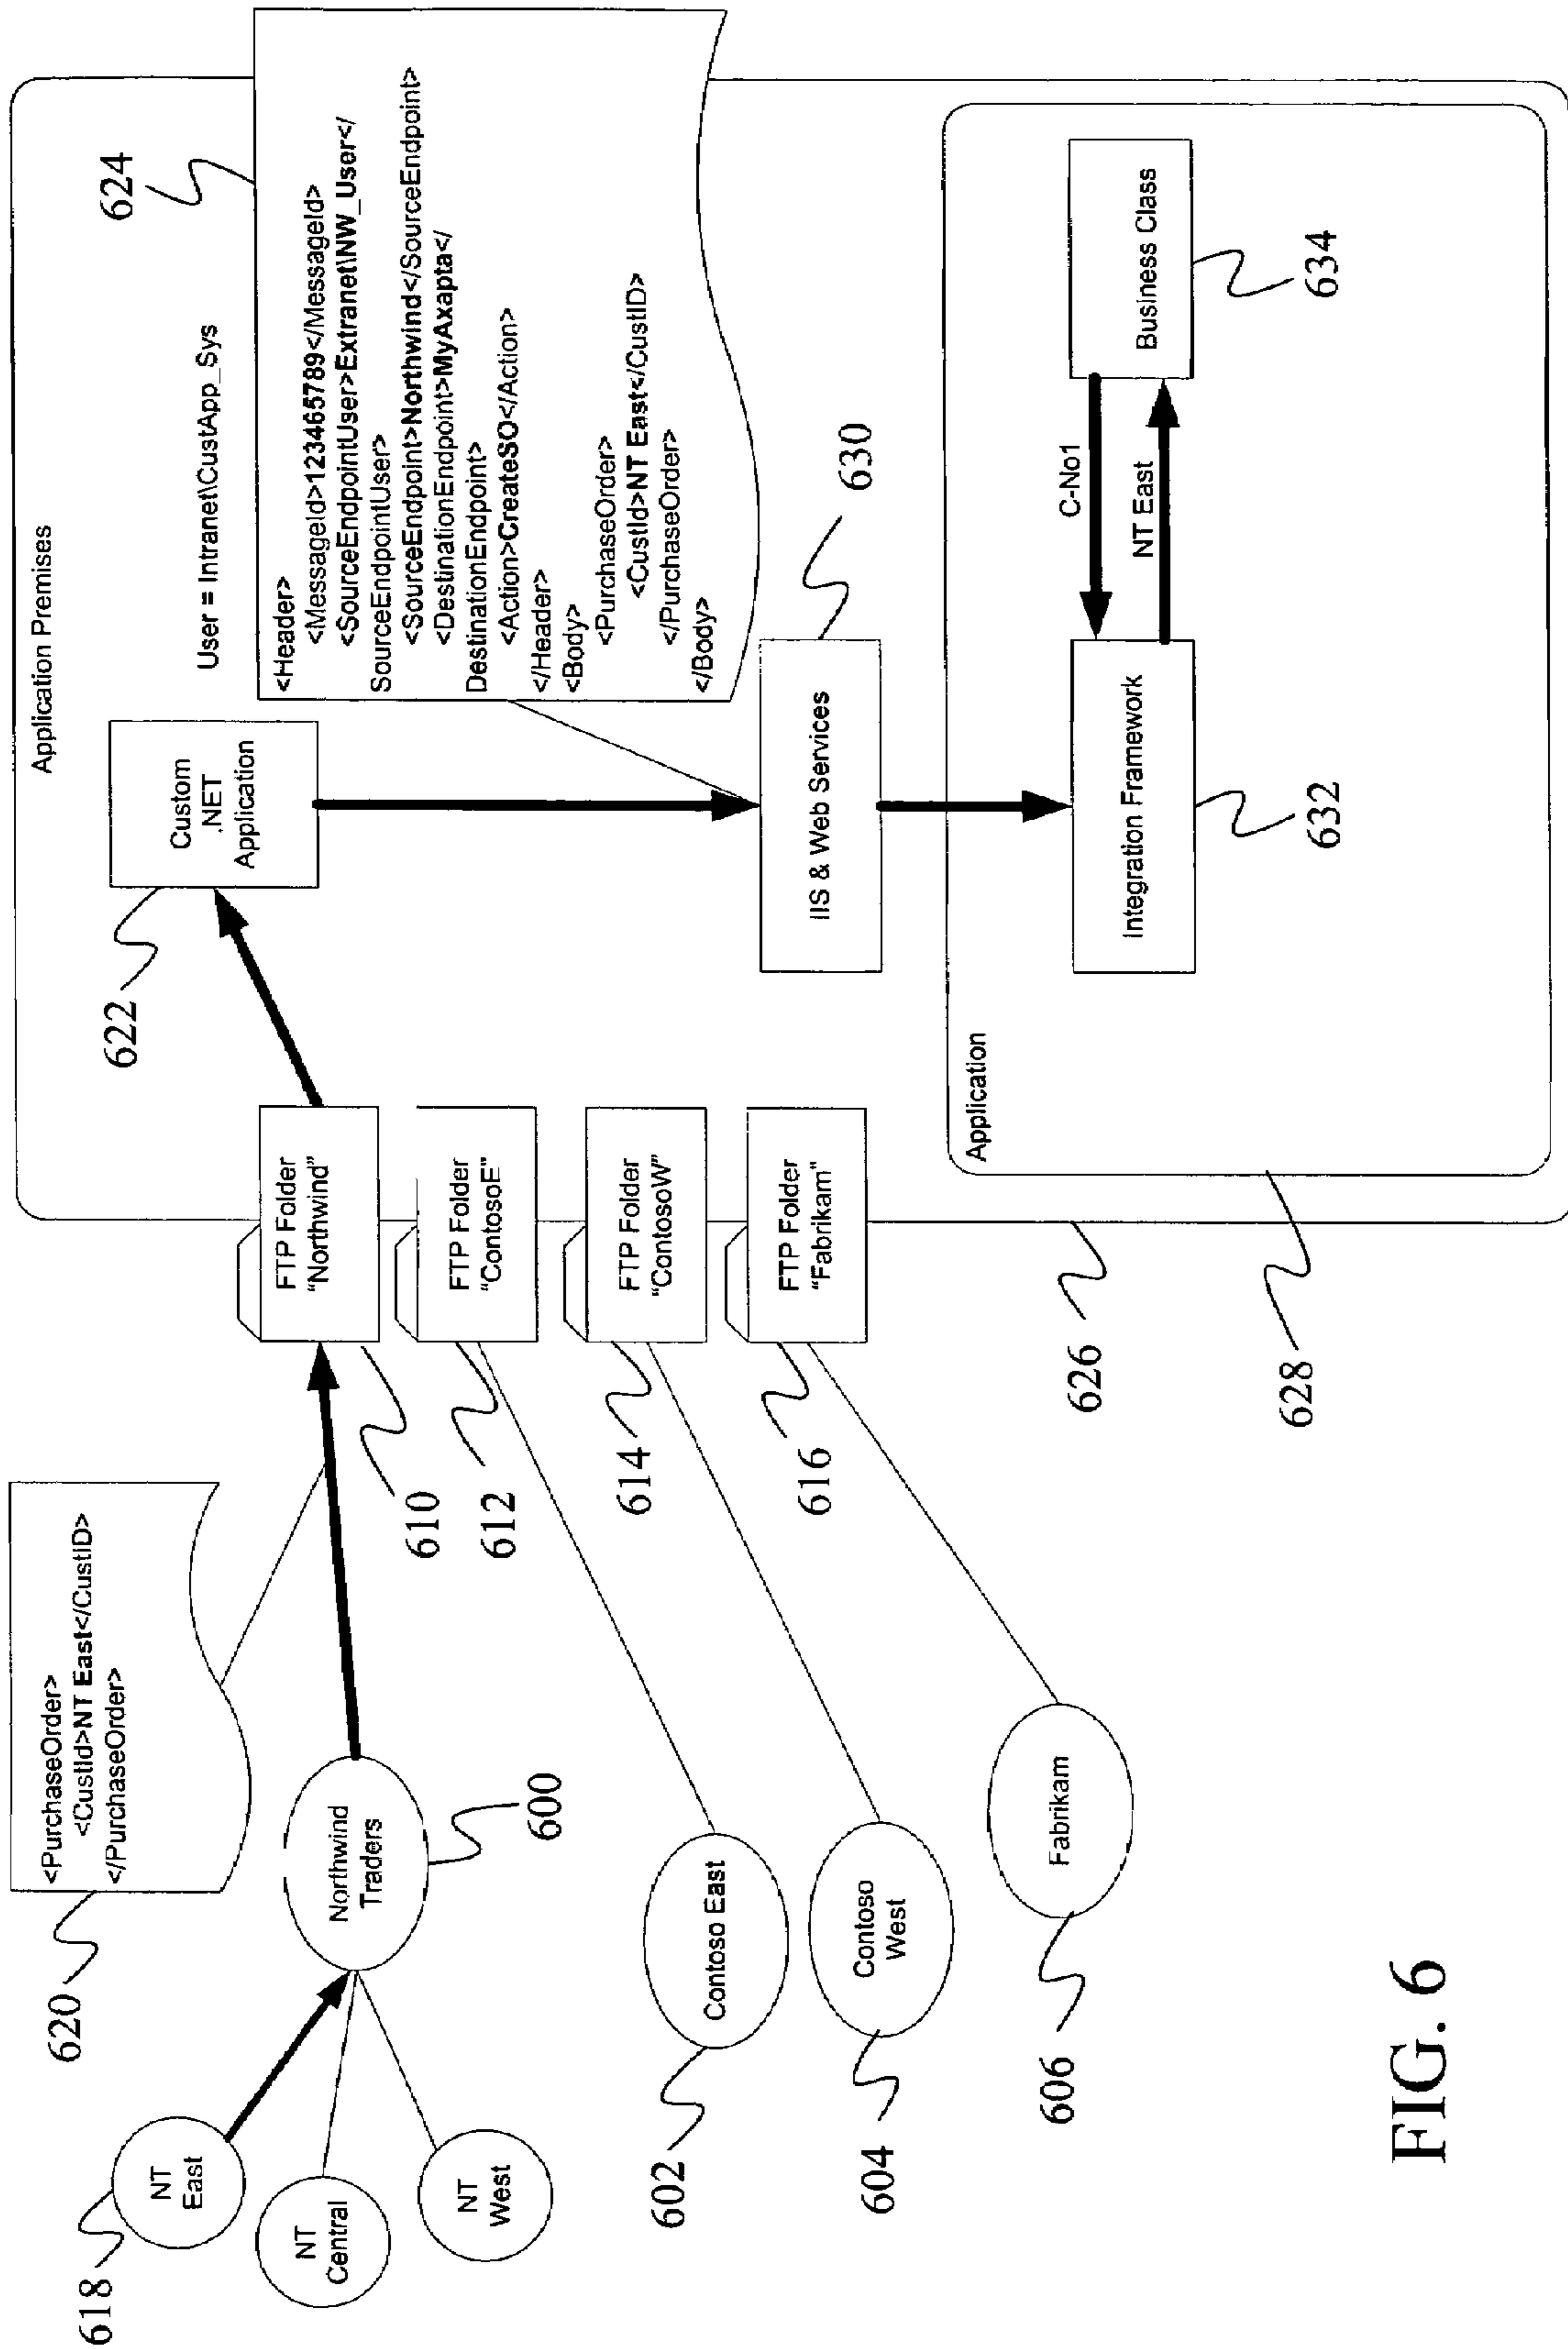 Application Premises
User = Intranet\CustApp_Sys
624
<Header>
<MessageId>123465789</MessageId>
<SourceEndpointUser>Extranet\NW_User</
SourceEndpointUser>
<SourceEndpoint>Northwind</SourceEndpoint>
<DestinationEndpoint>MyAxapta</
DestinationEndpoint>
<Action>CreateSO</Action>
</Header>
<Body>
<PurchaseOrder>
<CustId>NT East</CustID>
</PurchaseOrder>
</Body>
<PurchaseOrder>
<CustId>NT East</CustID>
</PurchaseOrder>
620
618
NT
East
NT
Central
NT
West
Northwind
Traders
600
Contoso East
602
Contoso
West
604
Fabrikam
606
FTP Folder
"Northwind"
610
FTP Folder
"ContosoE"
612
FTP Folder
"ContosoW"
614
FTP Folder
"Fabrikam"
616
622
Custom
.NET
Application
IIS & Web Services
630
626
628
Application
Integration Framework
632
C-No1
NT East
Business Class
634
FIG. 6